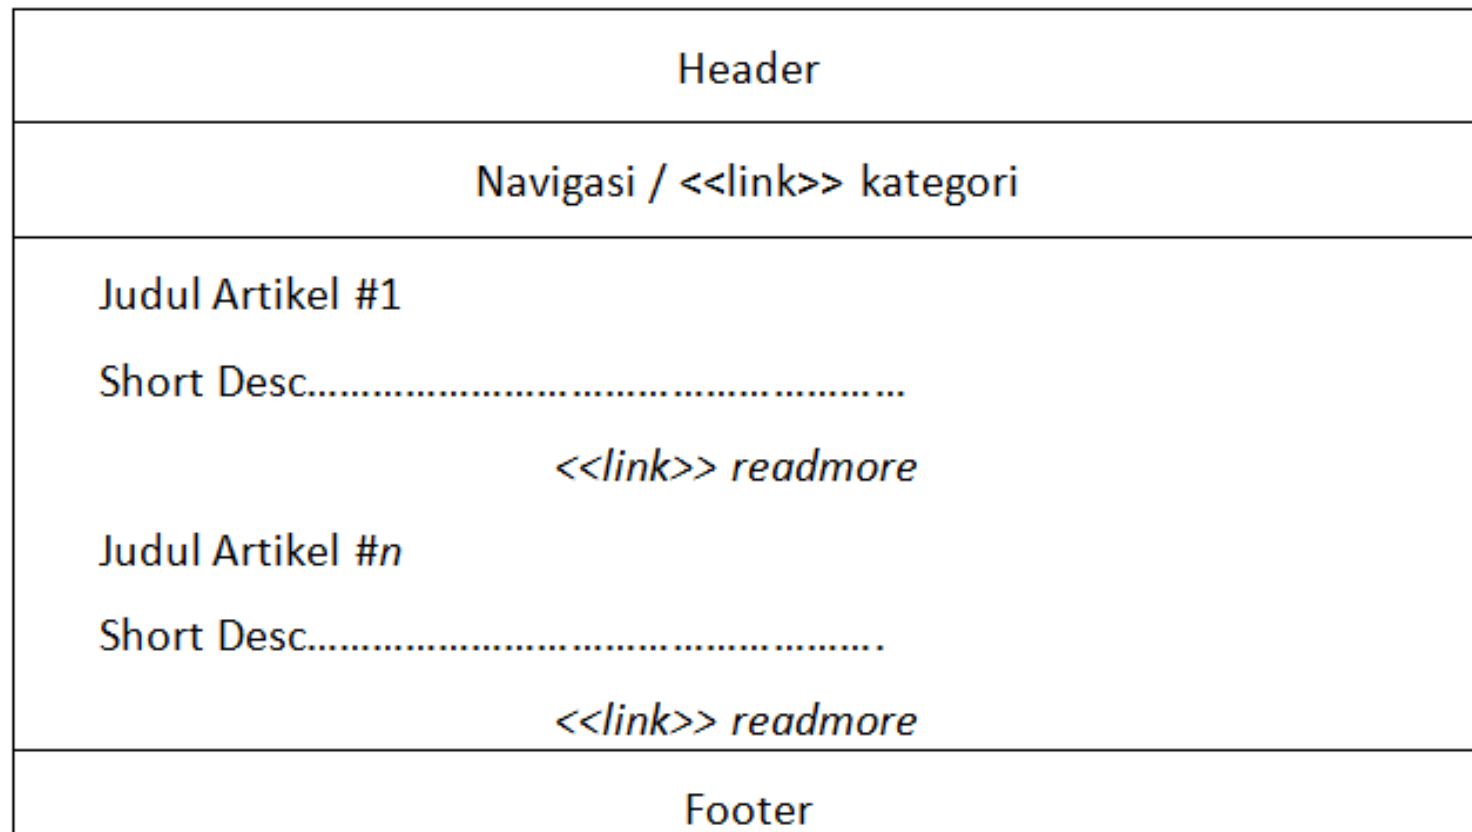 Header
Navigasi / <<link>> kategori
Judul Artikel #1
Short Desc……………………………………………….
<<link>> readmore
Judul Artikel #n
Short Desc…………………………………………….
<<link>> readmore
Footer